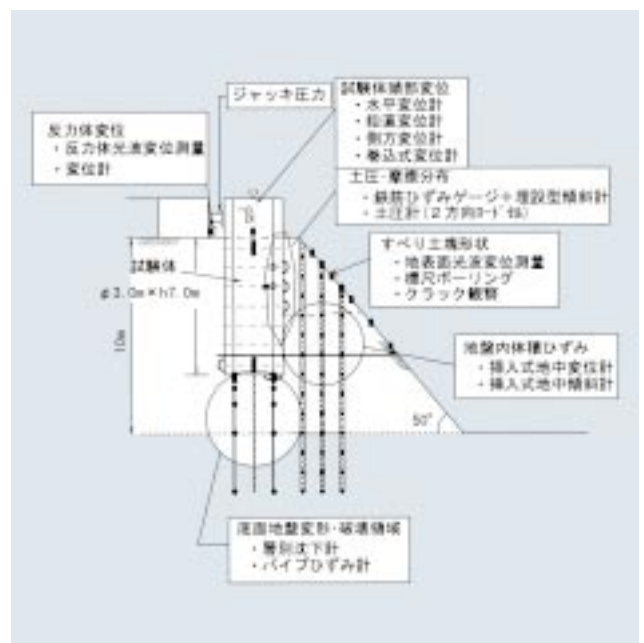 ジャッキ圧力
試験体頭部変位
・水平変位計
・鉛直変位計
・側方変位計
・巻込式変位計
反力体変位
・反力体光波変位測量
・変位計
土圧・摩擦分布
・鉄筋ひずみゲージ+埋設型傾斜計
・土圧計(2方向ロードセル)
すべり土塊形状
・地表面光波変位測量
・標尺ボーリング
・クラック観察
試験体
φ3.0m×h7.0m
10m
地盤内体積ひずみ
・挿入式地中変位計
・挿入式地中傾斜計
50°
底面地盤変形・破壊領域
・層別沈下計
・パイプひずみ計